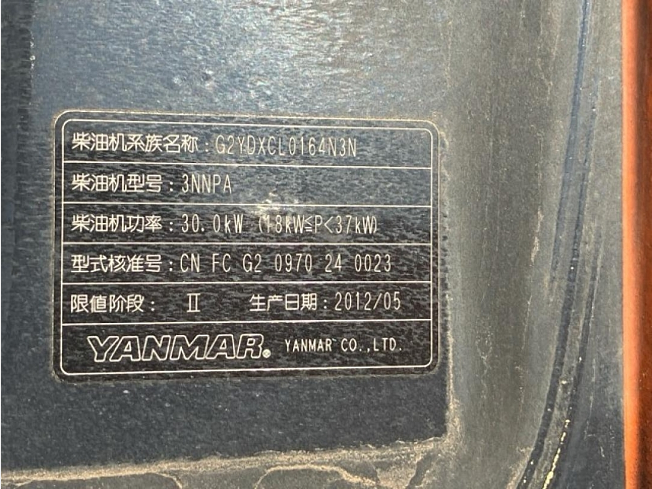 柴油机系族名称：G2YDXCL0164N3N
柴油机型号：3NNPA
柴油机功率：30.0kW (18kW≤P<37kW)
型式核准号：CN FC G2 0970 24 0023
限值阶段： Ⅱ 生产日期：2012/05
YANMAR® YANMAR CO.,LTD.